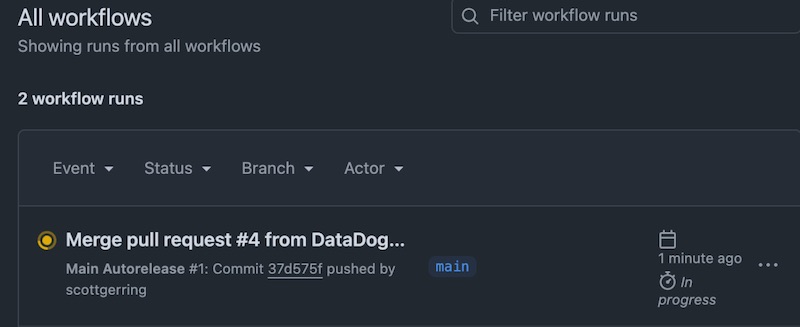 All workflows
Filter workflow runs
Showing runs from all workflows
2 workflow runs
Event Status Branch Actor
Merge pull request #4 from DataDog...
Main Autorelease #1: Commit 37d575f pushed by
scottgerring
main
1 minute ago
In
progress